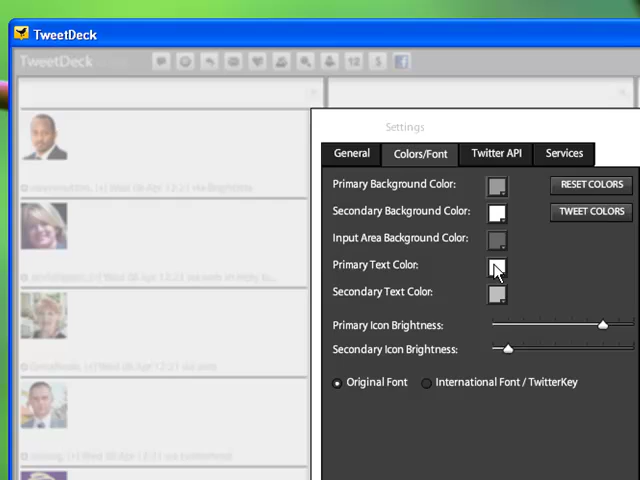 TweetDeck
TweetDeck
12
$
f
Settings
General
Colors/Font
Twitter API
Services
Primary Background Color:
RESET COLORS
Secondary Background Color:
TWEET COLORS
Input Area Background Color:
Primary Text Color:
Secondary Text Color:
Primary Icon Brightness:
Secondary Icon Brightness:
Original Font
International Font / TwitterKey